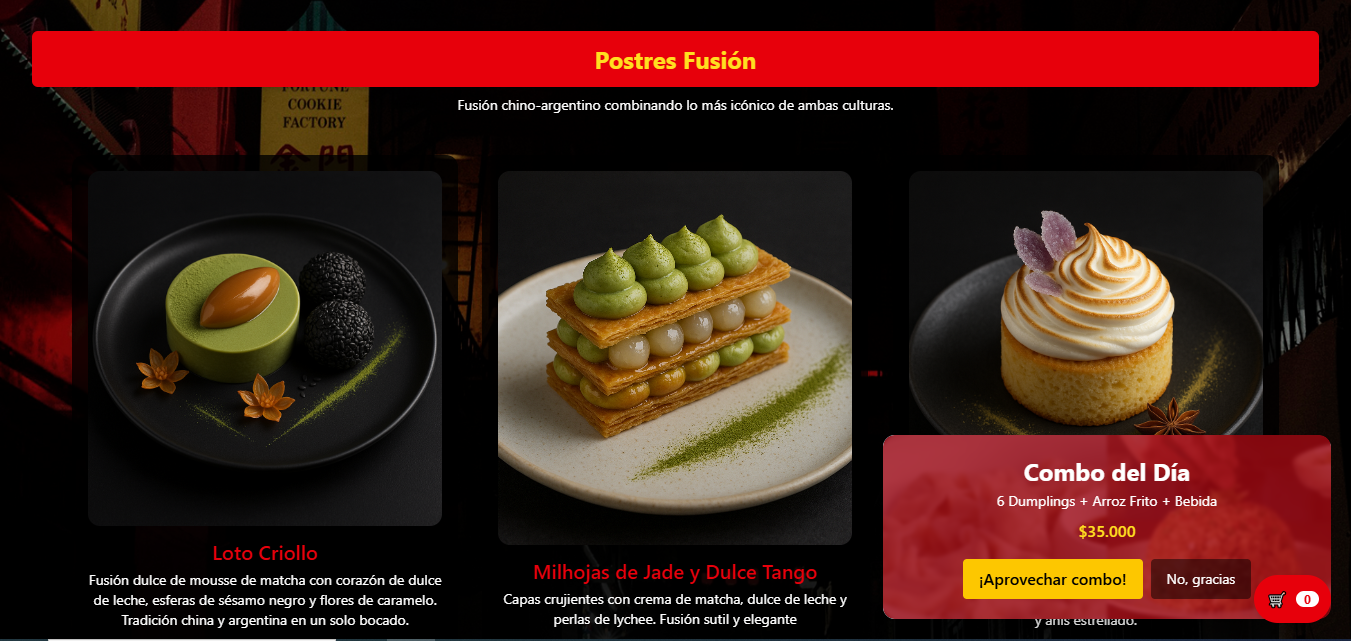 Postres Fusión
Fusión chino-argentino combinando lo más icónico de ambas culturas.
FORTUNE
COOKIE
FACTORY
金門
Loto Criollo
Fusión dulce de mousse de matcha con corazón de dulce
de leche, esferas de sésamo negro y flores de caramelo.
Tradición china y argentina en un solo bocado.
Milhojas de Jade y Dulce Tango
Capas crujientes con crema de matcha, dulce de leche y
perlas de lychee. Fusión sutil y elegante
Combo del Día
6 Dumplings + Arroz Frito + Bebida
$35.000
¡Aprovechar combo!
No, gracias
0
y anís estrellado.